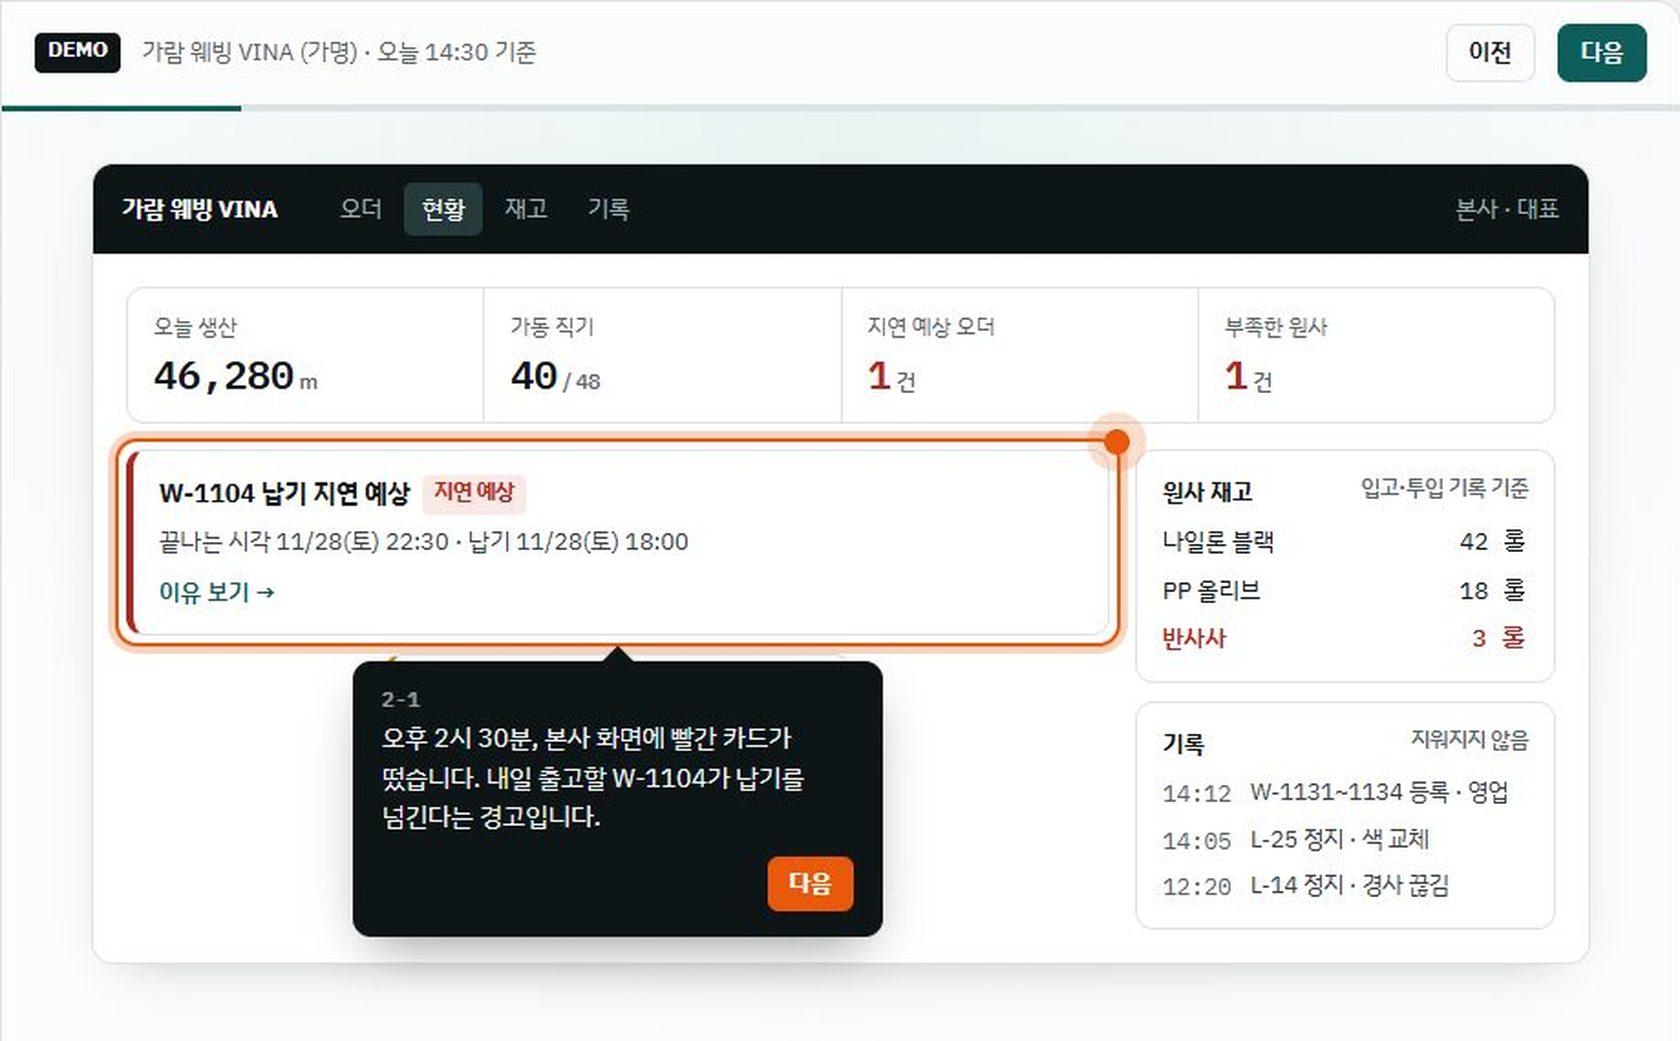 DEMO 가람 웨빙 VINA (가명) · 오늘 14:30 기준
이전
다음
가람 웨빙 VINA
오더
현황
재고
기록
본사 · 대표
오늘 생산
46,280 m
가동 직기
40 / 48
지연 예상 오더
1 건
부족한 원사
1 건
W-1104 납기 지연 예상 지연 예상
끝나는 시각 11/28(토) 22:30 · 납기 11/28(토) 18:00
이유 보기 →
2-1
오후 2시 30분, 본사 화면에 빨간 카드가
떴습니다. 내일 출고할 W-1104가 납기를
넘긴다는 경고입니다.
다음
원사 재고 입고·투입 기록 기준
나일론 블랙 42 롤
PP 올리브 18 롤
반사사 3 롤
기록 지워지지 않음
14:12 W-1131~1134 등록 · 영업
14:05 L-25 정지 · 색 교체
12:20 L-14 정지 · 경사 끊김